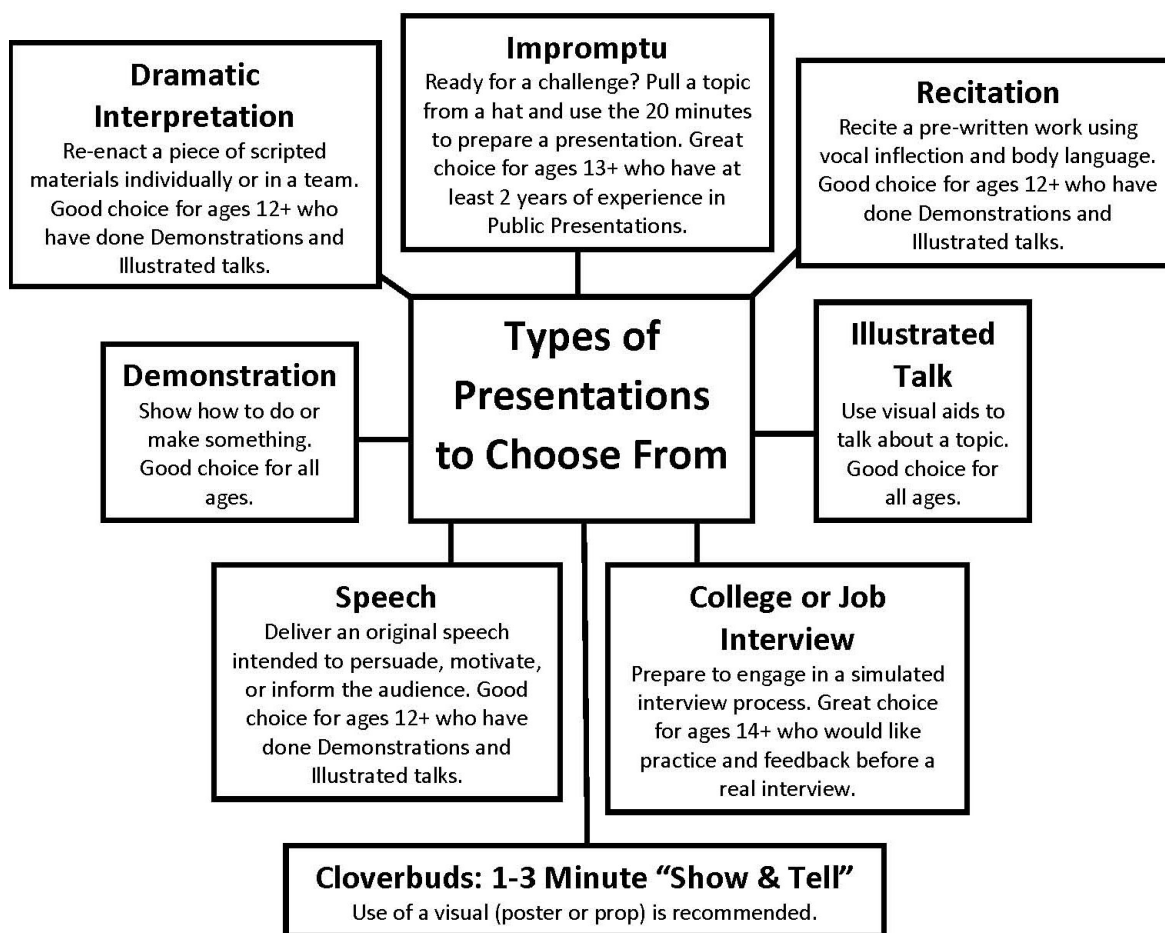 Dramatic
Interpretation
Re-enact a piece of scripted
materials individually or in a team.
Good choice for ages 12+ who
have done Demonstrations and
Illustrated talks.
Impromptu
Ready for a challenge? Pull a topic
from a hat and use the 20 minutes
to prepare a presentation. Great
choice for ages 13+ who have at
least 2 years of experience in
Public Presentations.
Recitation
Recite a pre-written work using
vocal inflection and body language.
Good choice for ages 12+ who have
done Demonstrations and
Illustrated talks.
Types of
Presentations
to Choose From
Demonstration
Show how to do or
make something.
Good choice for all
ages.
Illustrated
Talk
Use visual aids to
talk about a topic.
Good choice for
all ages.
Speech
Deliver an original speech
intended to persuade, motivate,
or inform the audience. Good
choice for ages 12+ who have
done Demonstrations and
Illustrated talks.
College or Job
Interview
Prepare to engage in a simulated
interview process. Great choice
for ages 14+ who would like
practice and feedback before a
real interview.
Cloverbuds: 1-3 Minute “Show & Tell”
Use of a visual (poster or prop) is recommended.